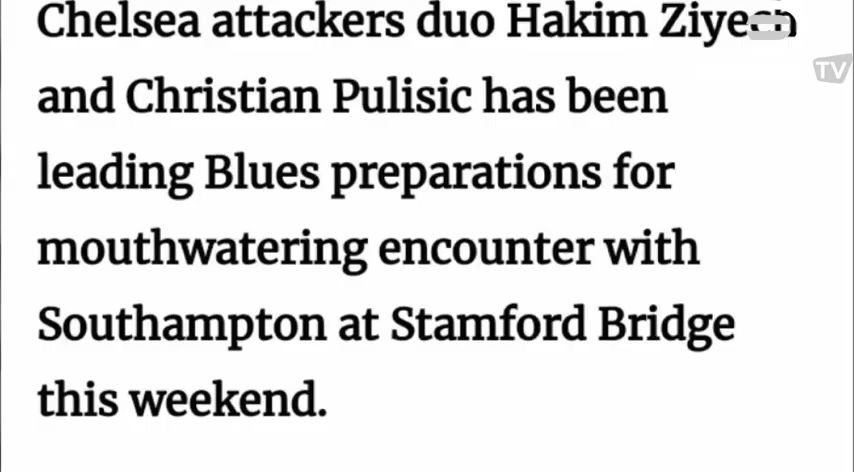 Chelsea attackers duo Hakim Ziyech
TV
and Christian Pulisic has been
leading Blues preparations for
mouthwatering encounter with
Southampton at Stamford Bridge
this weekend.